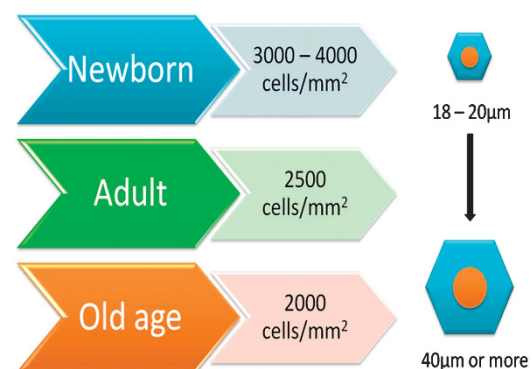 Newborn
3000 – 4000
cells/mm²
18 – 20µm
Adult
2500
cells/mm²
Old age
2000
cells/mm²
40µm or more